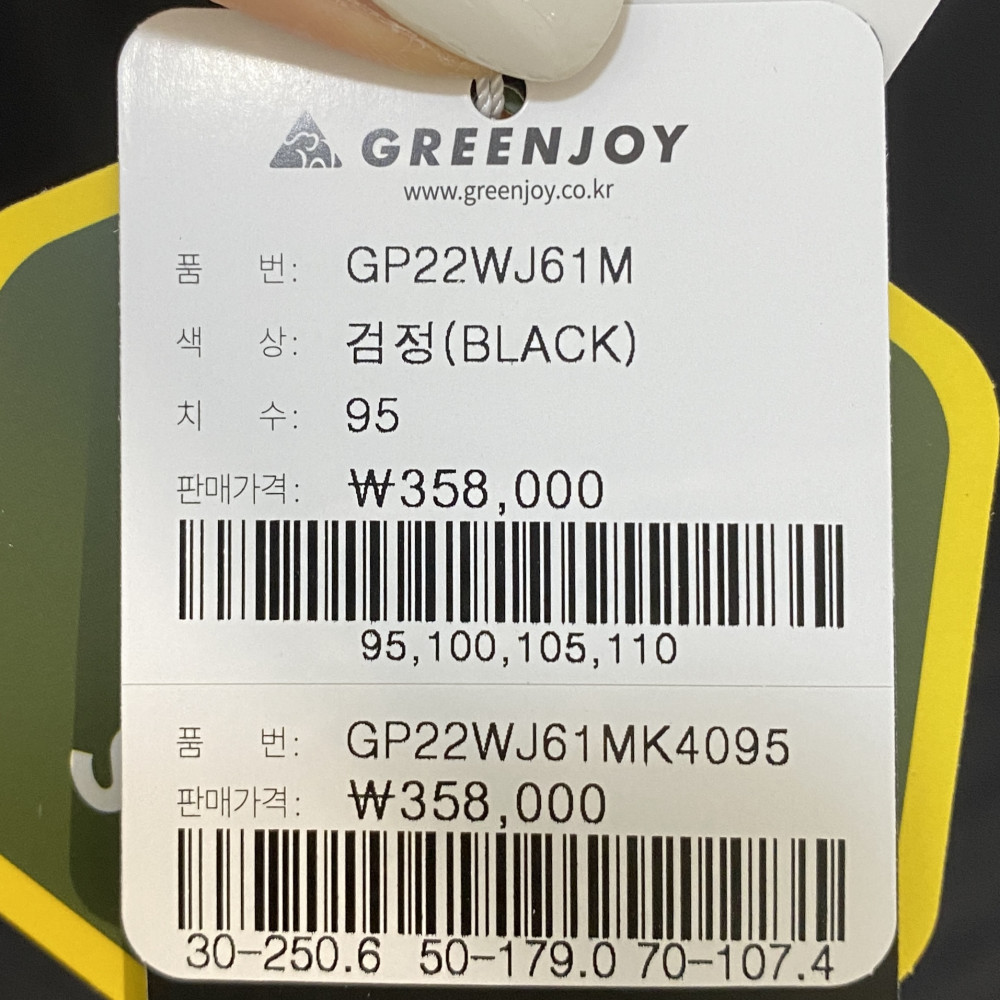 GREENJOY
www.greenjoy.co.kr
품 번: GP22WJ61M
색 상: 검정(BLACK)
치 수: 95
판매가격: ₩358,000
95,100,105,110
품 번: GP22WJ61MK4095
판매가격: ₩358,000
30-250.6 50-179.0 70-107.4